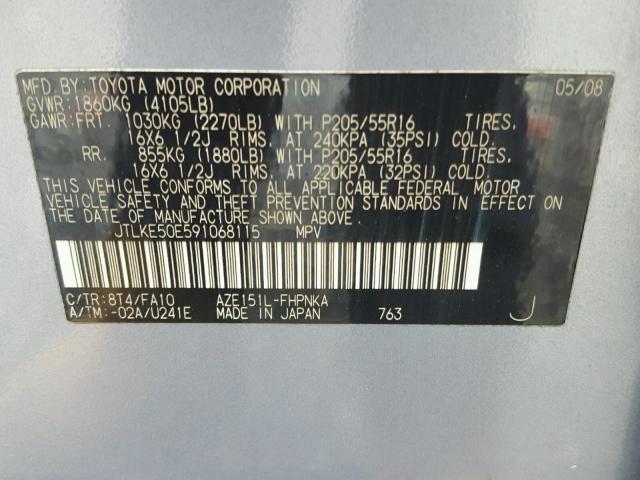 MFD.BY:TOYOTA MOTOR CORPORATION 05/08
GVWR:1860KG (4105LB)
GAWR:FRT. 1030KG (2270LB) WITH P205/55R16 TIRES,
16X6 1/2J RIMS, AT 240KPA (35PSI) COLD.
RR. 855KG (1880LB) WITH P205/55R16 TIRES,
16X6 1/2J RIMS, AT 220KPA (32PSI) COLD.
THIS VEHICLE CONFORMS TO ALL APPLICABLE FEDERAL MOTOR
VEHICLE SAFETY AND THEFT PREVENTION STANDARDS IN EFFECT ON
THE DATE OF MANUFACTURE SHOWN ABOVE.
JTLKE50E591068115 MPV
C/TR:8T4/FA10 AZE151L-FHPNKA
A/TM:-02A/U241E MADE IN JAPAN 763 J